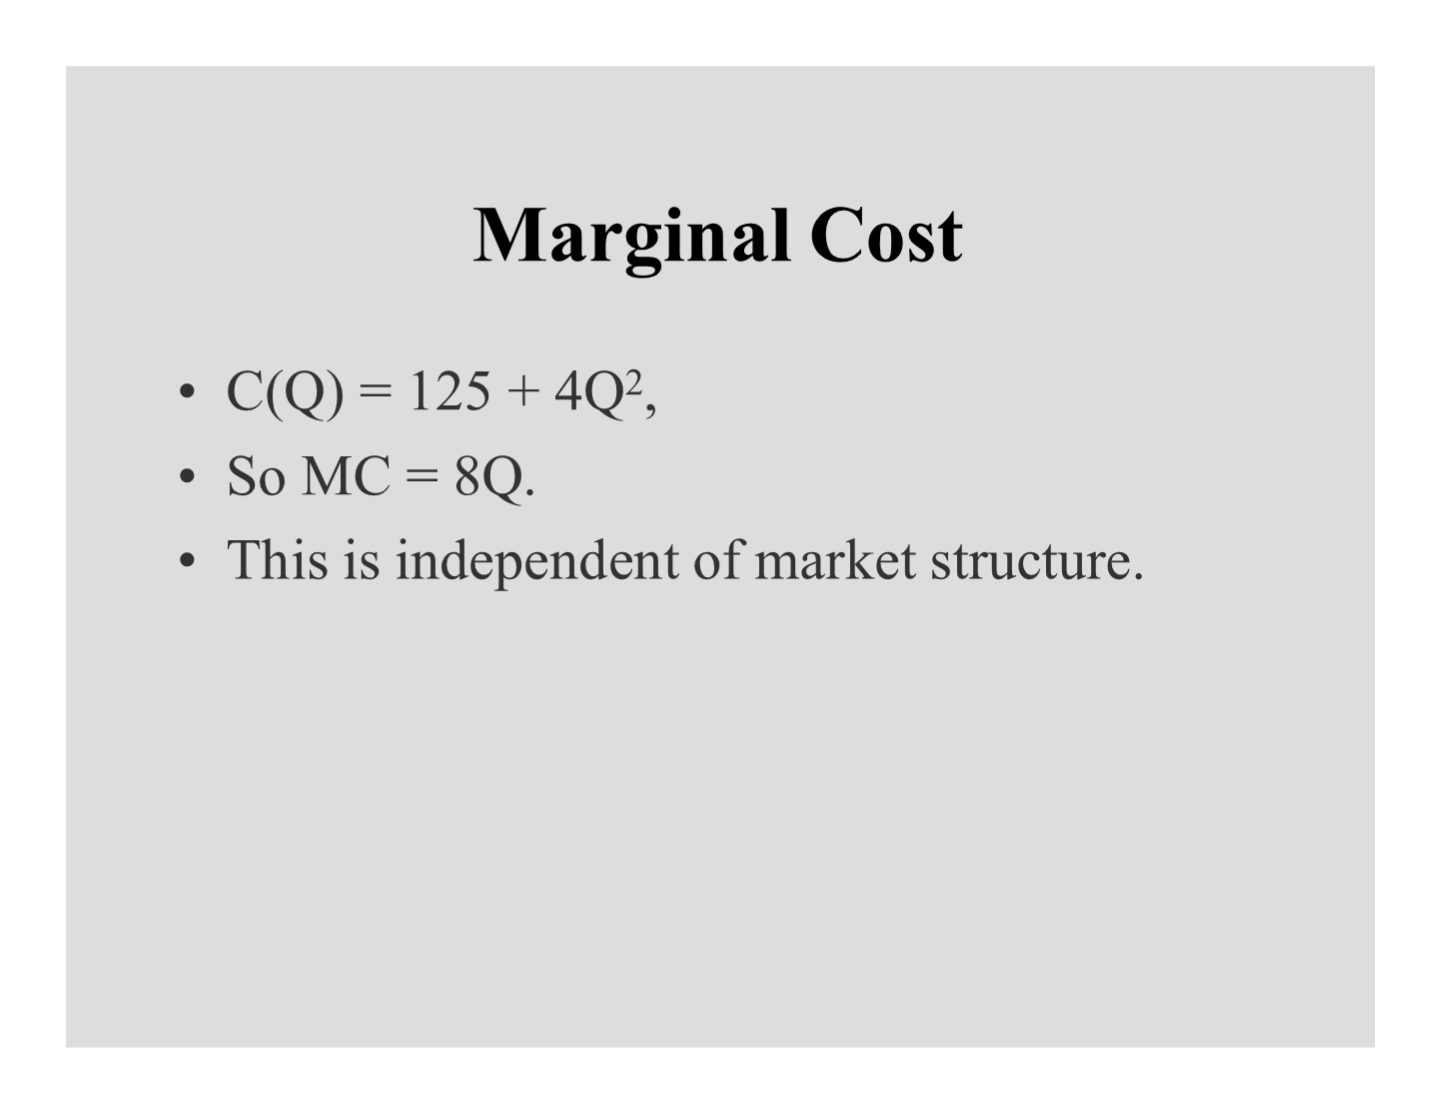 Marginal Cost
• C(Q) = 125 + 4Q²,
• So MC = 8Q.
• This is independent of market structure.